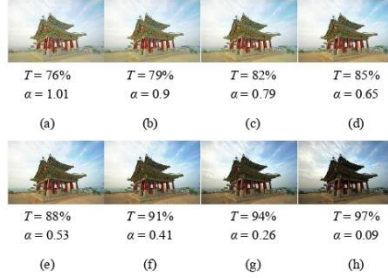 T = 76% T = 79% T = 82% T = 85%
α = 1.01 α = 0.9 α = 0.79 α = 0.65
(a) (b) (c) (d)
T = 88% T = 91% T = 94% T = 97%
α = 0.53 α = 0.41 α = 0.26 α = 0.09
(e) (f) (g) (h)